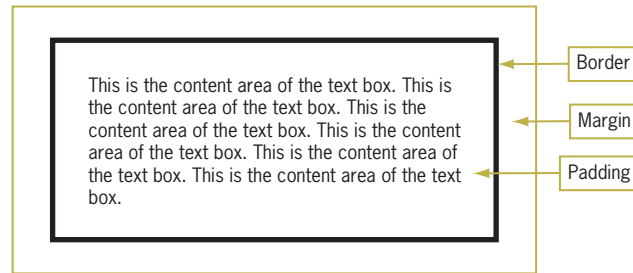 This is the content area of the text box. This is
the content area of the text box. This is the
content area of the text box. This is the content
area of the text box. This is the content area of
the text box. This is the content area of the text
box.
Border
Margin
Padding